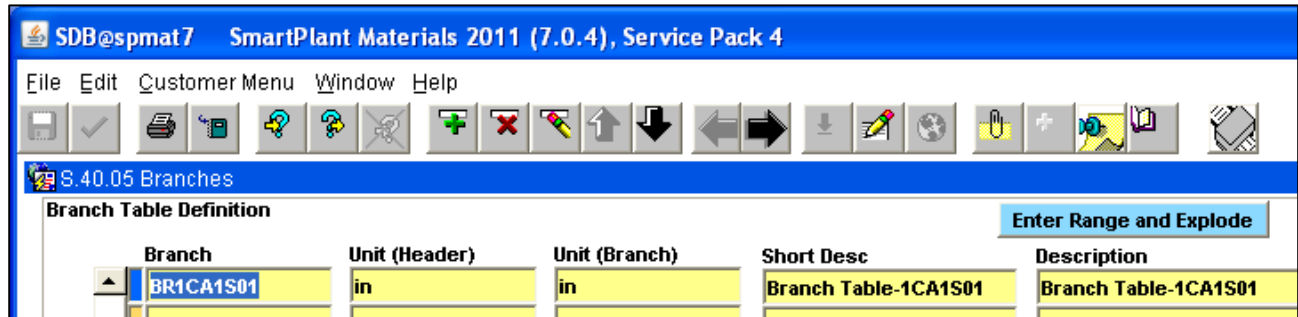 SDB@spmat7 SmartPlant Materials 2011 (7.0.4), Service Pack 4
File Edit Customer Menu Window Help
S.40.05 Branches
Branch Table Definition
Enter Range and Explode
Branch Unit (Header) Unit (Branch) Short Desc Description
BR1CA1S01 in in Branch Table-1CA1S01 Branch Table-1CA1S01